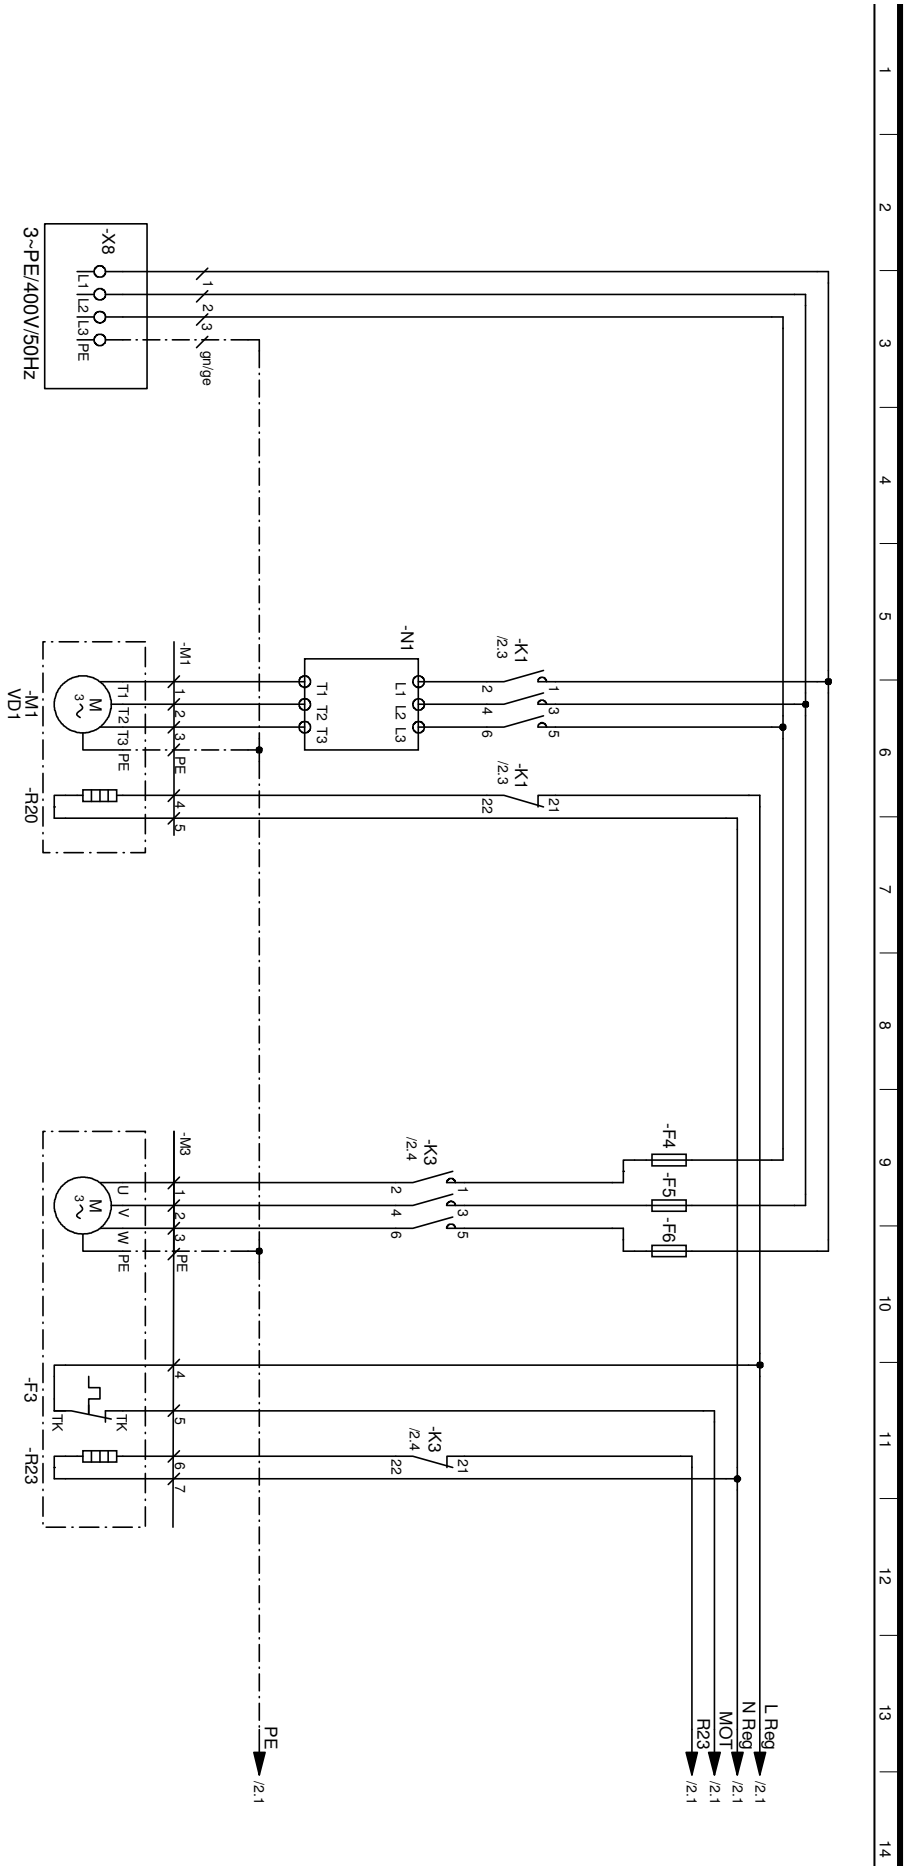 1
2
3
4
5
6
7
8
9
10
11
12
13
14
-X8
L1
L2
L3
PE
3~PE/400V/50Hz
1
2
3
gn/ge
-K1
/2.3
1
3
5
2
4
6
-N1
L1
L2
L3
T1
T2
T3
-M1
1
2
3
PE
4
5
T1
T2
T3
PE
M
3~
-M1
VD1
-K1
/2.3
21
22
-R20
-F4
-F5
-F6
-K3
/2.4
1
3
5
2
4
6
-M3
1
2
3
PE
4
5
6
7
U
V
W
PE
M
3~
-F3
TK
TK
-K3
/2.4
21
22
-R23
L Reg
/2.1
N Reg
/2.1
MOT
/2.1
R23
/2.1
PE
/2.1